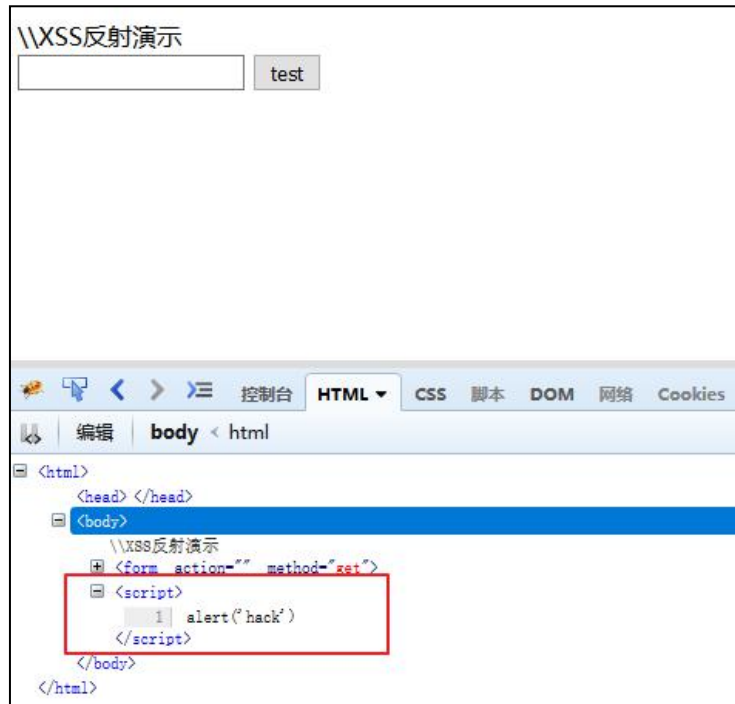 \\XSS反射演示
test
控制台 HTML CSS 脚本 DOM 网络 Cookies
编辑 body < html
<html>
<head> </head>
<body>
\\XSS反射演示
<form action="" method="get">
<script>
1 alert('hack')
</script>
</body>
</html>